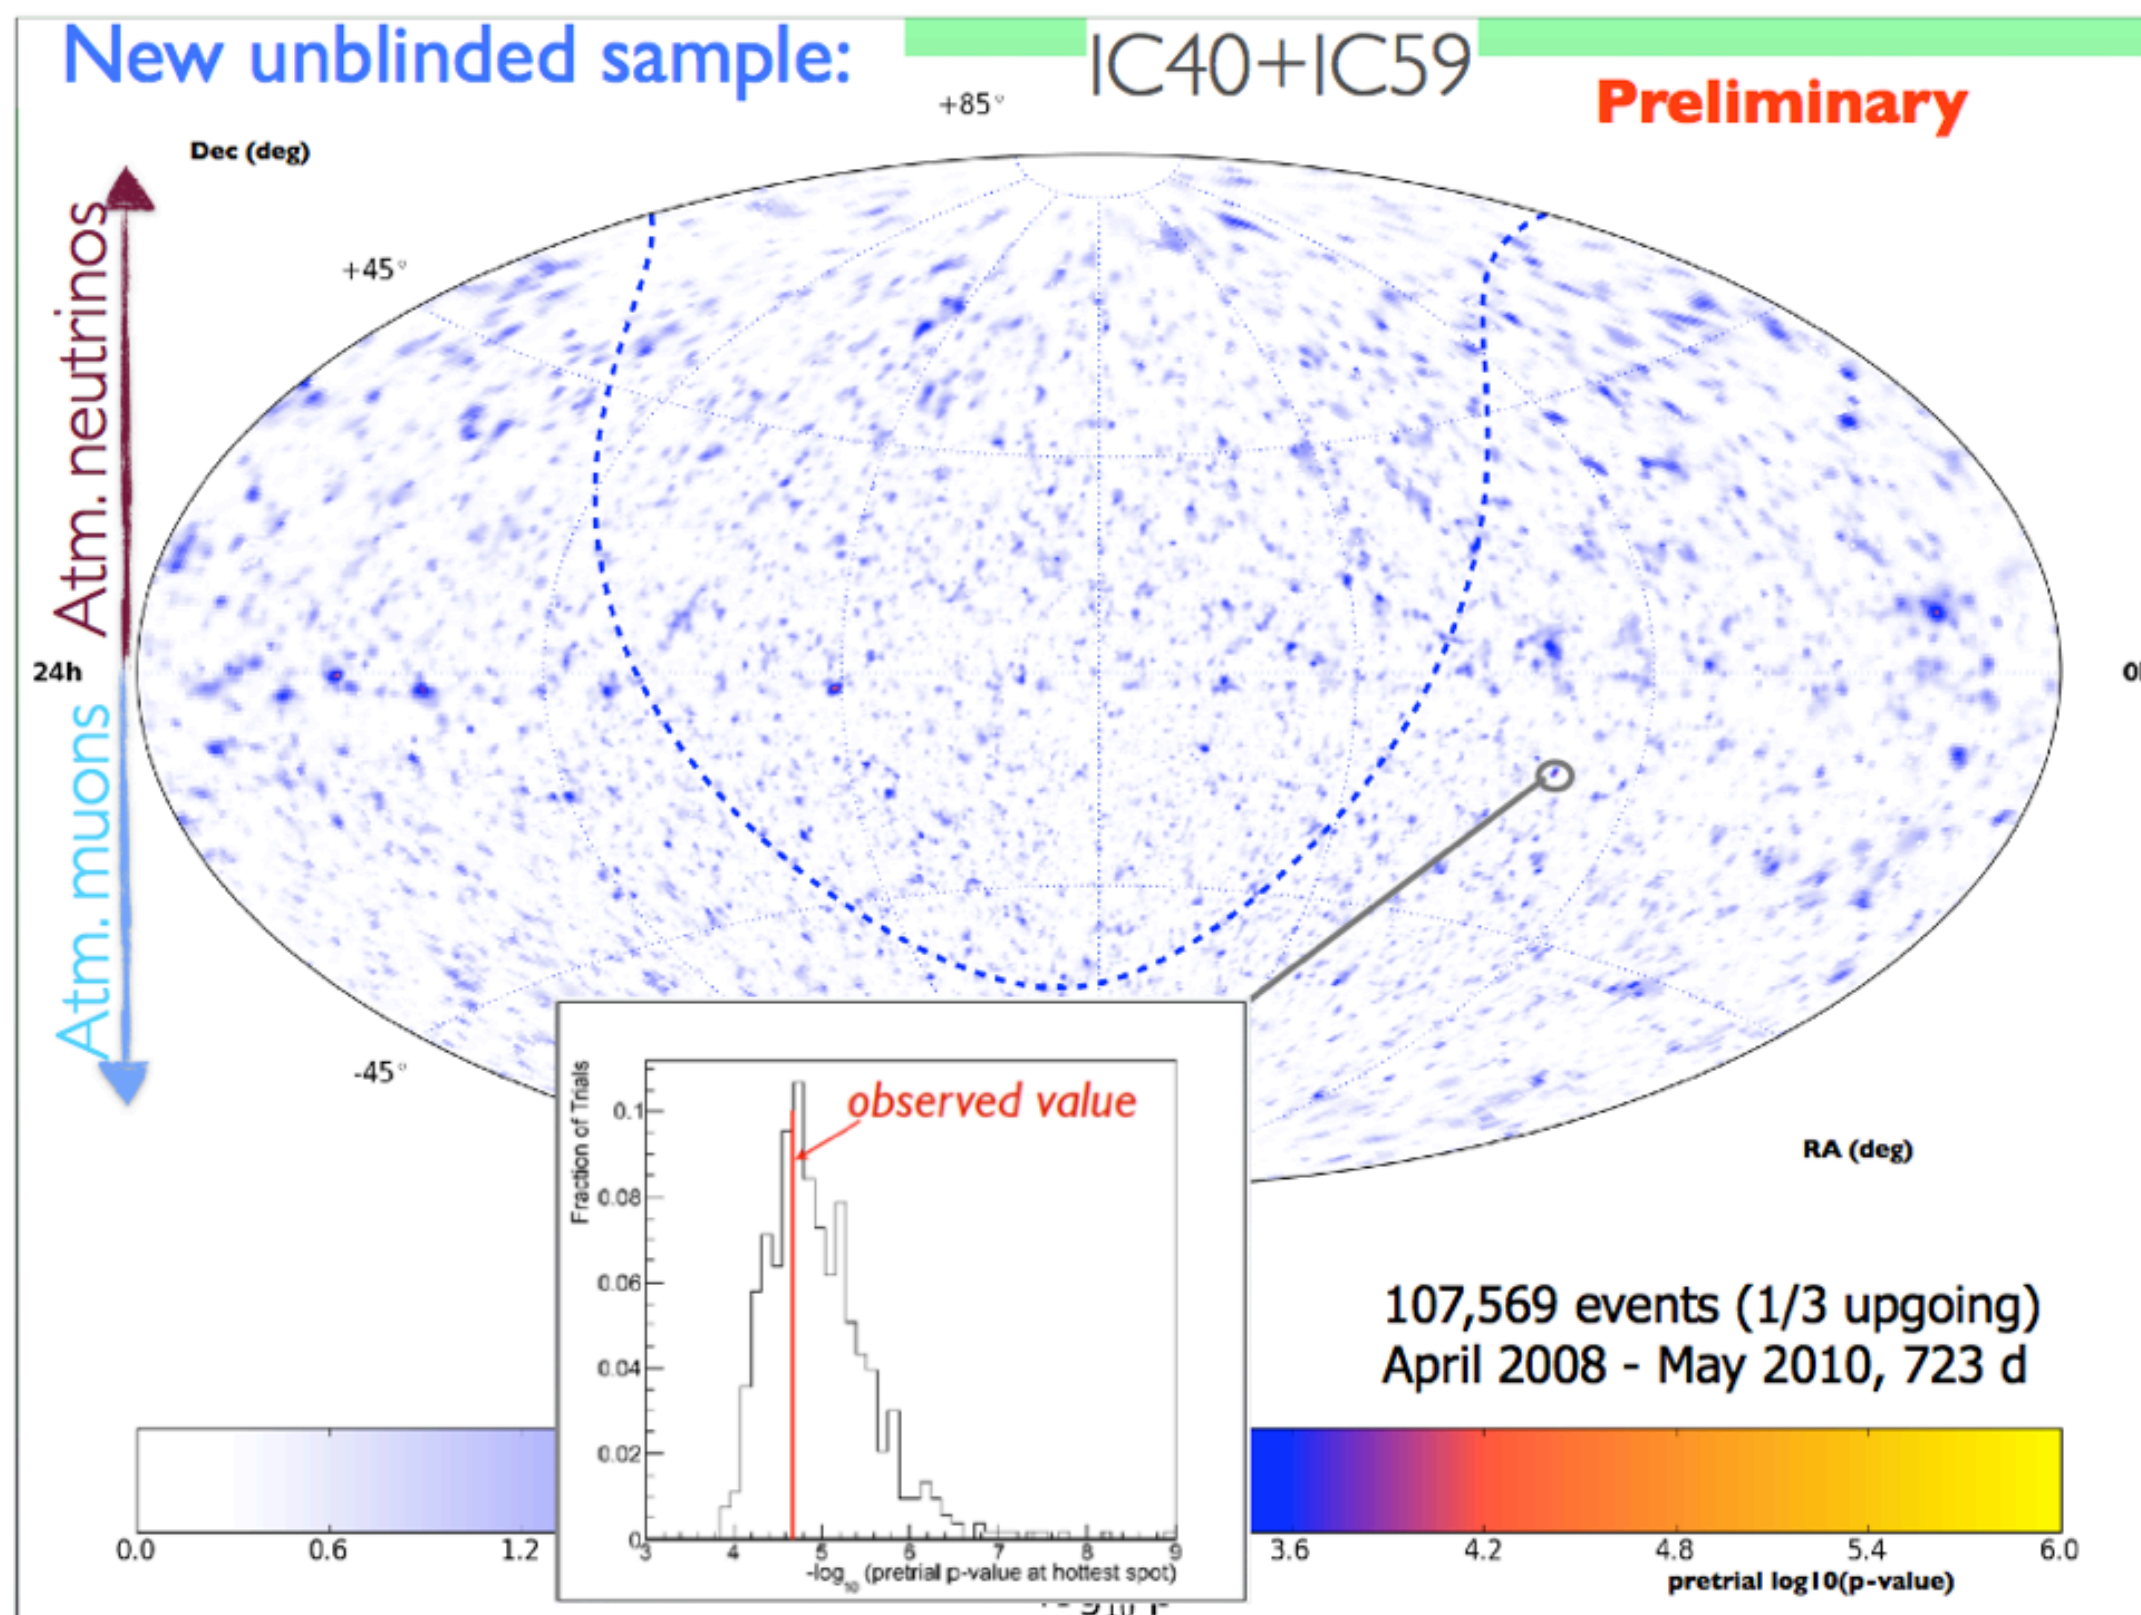 New unblinded sample:
IC40+IC59
Preliminary
+85°
Dec (deg)
+45°
Atm. neutrinos
24h
Atm. muons
-45°
RA (deg)
observed value
Fraction of Trials
0.1
0.08
0.06
0.04
0.02
0
3 4 5 6 7 8 9
-log10 (pretrial p-value at hottest spot)
107,569 events (1/3 upgoing)
April 2008 - May 2010, 723 d
0.0 0.6 1.2 3.6 4.2 4.8 5.4 6.0
pretrial log10(p-value)